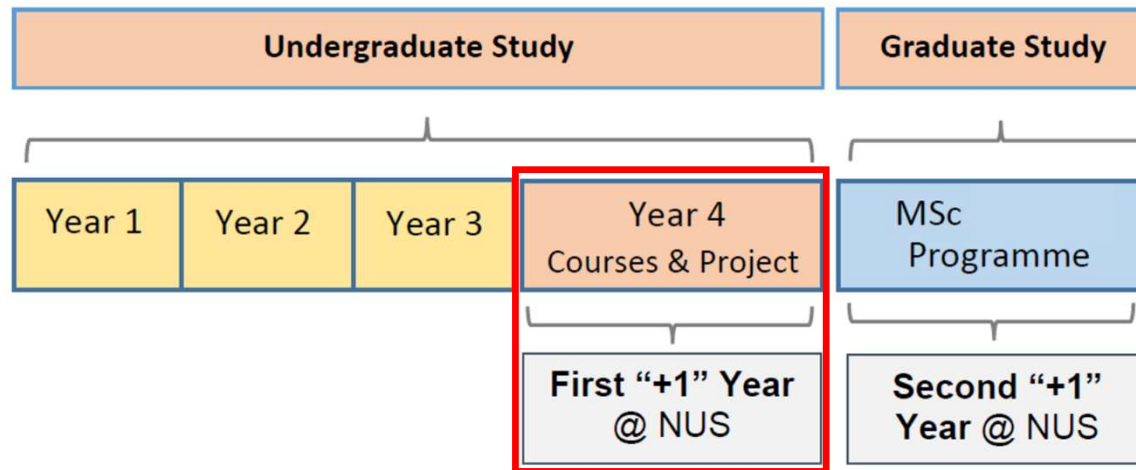 Undergraduate Study
Graduate Study
Year 1
Year 2
Year 3
Year 4
Courses & Project
MSc
Programme
First “+1” Year
@ NUS
Second “+1”
Year @ NUS